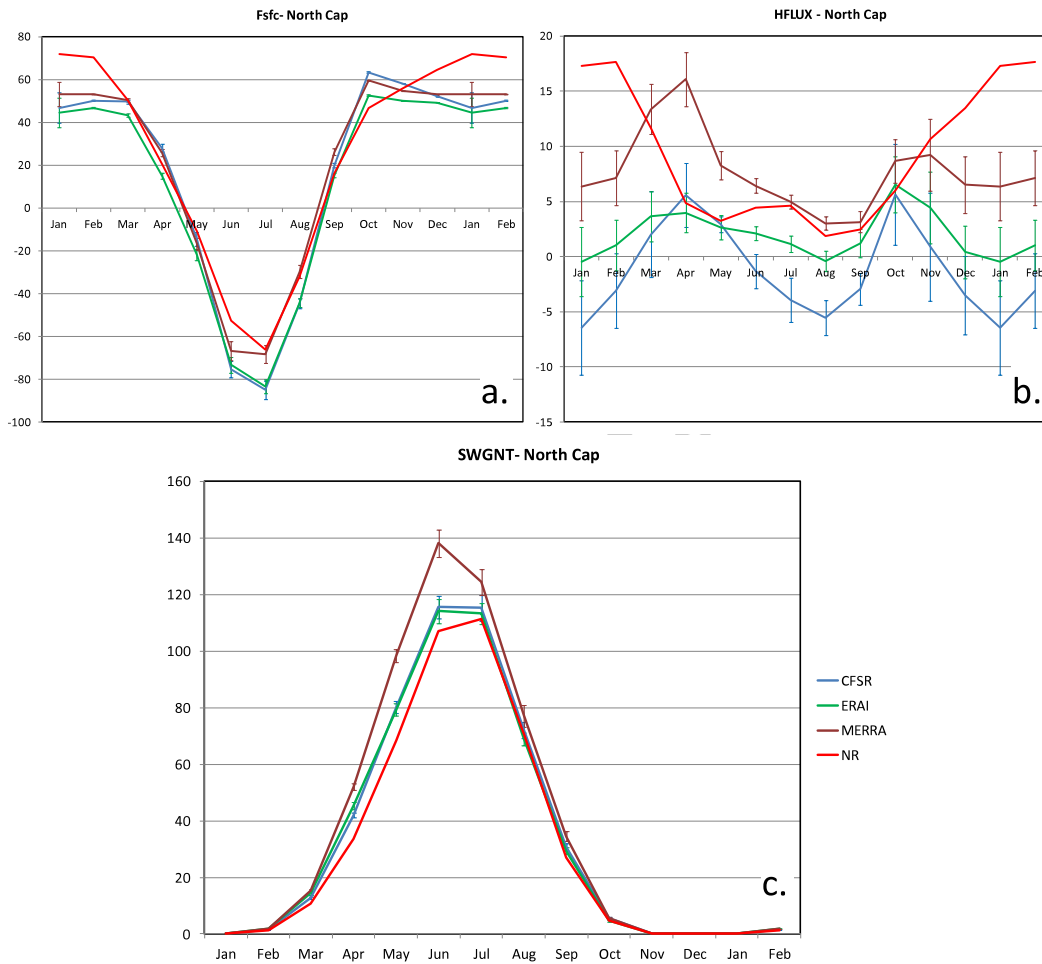 Fsfc- North Cap
80
60
40
20
0
-20
-40
-60
-80
-100
Jan Feb Mar Apr May Jun Jul Aug Sep Oct Nov Dec Jan Feb
a.
HFLUX - North Cap
20
15
10
5
0
-5
-10
-15
Jan Feb Mar Apr May Jun Jul Aug Sep Oct Nov Dec Jan Feb
b.
SWGNT- North Cap
160
140
120
100
80
60
40
20
0
Jan Feb Mar Apr May Jun Jul Aug Sep Oct Nov Dec Jan Feb
c.
CFSR
ERAI
MERRA
NR